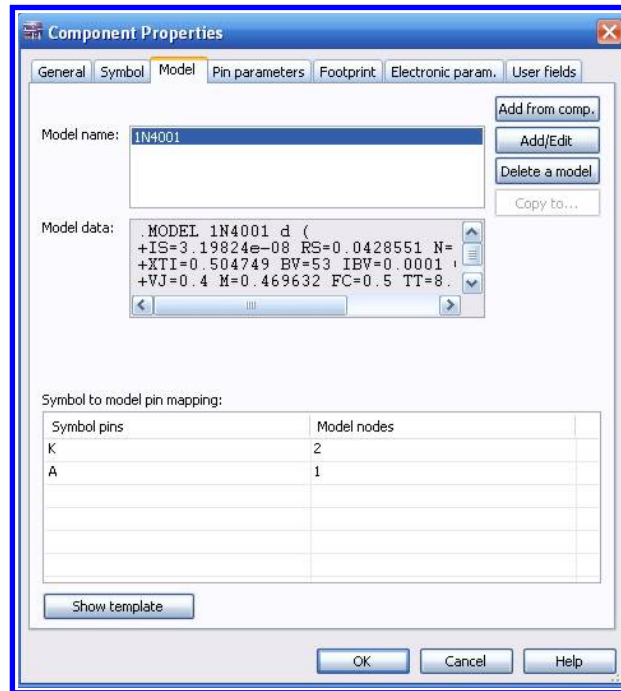 Component Properties
General Symbol Model Pin parameters Footprint Electronic param. User fields
Add from comp.
Model name: 1N4001
Add/Edit
Delete a model
Copy to...
Model data: .MODEL 1N4001 d (
+IS=3.19824e-08 RS=0.0428551 N=
+XTI=0.504749 BV=53 IBV=0.0001
+VJ=0.4 M=0.469632 FC=0.5 TT=8.
Symbol to model pin mapping:
Symbol pins Model nodes
K 2
A 1
Show template
OK Cancel Help